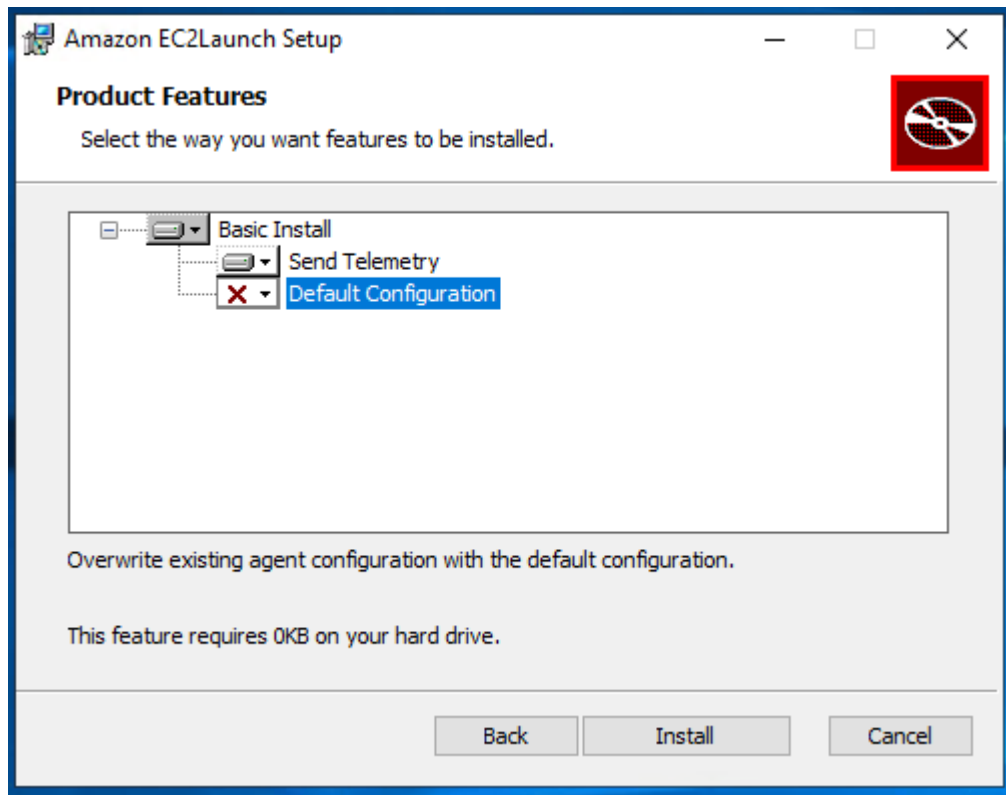 Amazon EC2Launch Setup
Product Features
Select the way you want features to be installed.
Basic Install
Send Telemetry
Default Configuration
Overwrite existing agent configuration with the default configuration.
This feature requires 0KB on your hard drive.
Back Install Cancel